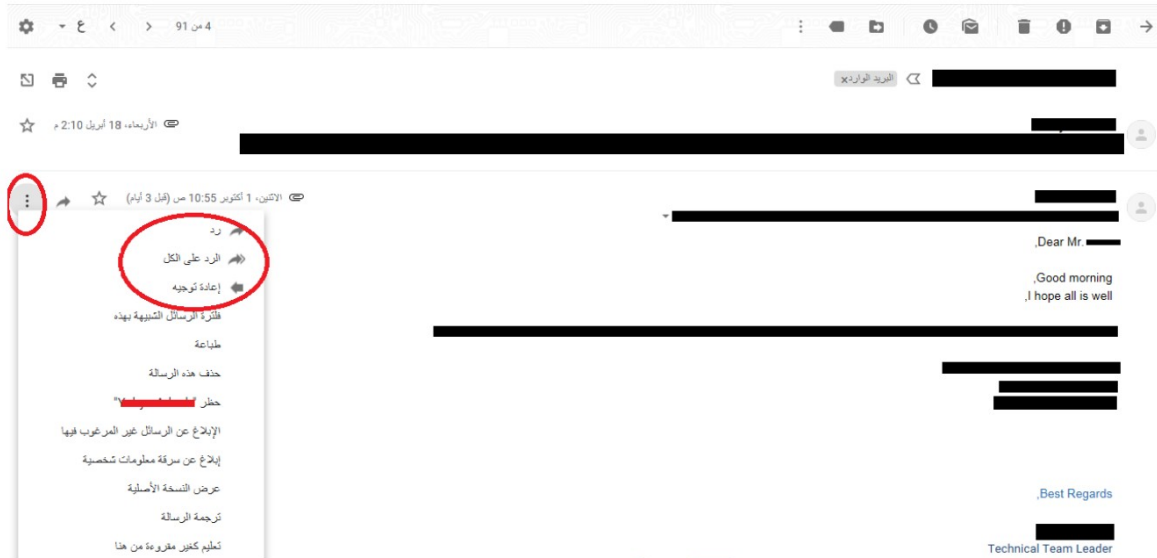 4 من 91 ع
البريد الوارد x
الأربعاء، 18 أبريل 2:10 م
الاثنين، 1 أكتوبر 10:55 ص (قبل 3 أيام)
رد
الرد على الكل
إعادة توجيه
فلترة الرسائل الشبيهة بهذه
طباعة
حذف هذه الرسالة
حظر "
الإبلاغ عن الرسائل غير المرغوب فيها
إبلاغ عن سرقة معلومات شخصية
عرض النسخة الأصلية
ترجمة الرسالة
تعليم كغير مقروءة من هنا
,Dear Mr.
,Good morning
,I hope all is well
,Best Regards
Technical Team Leader